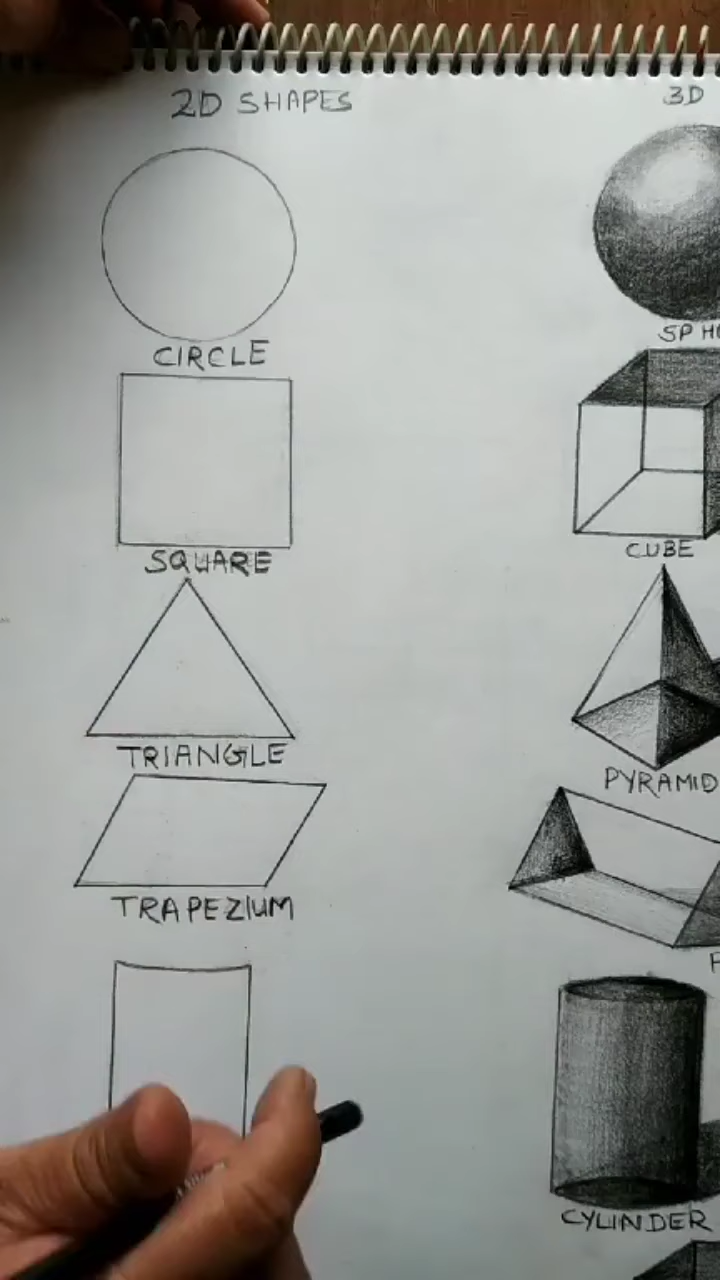 2D SHAPES
3D
CIRCLE
SQUARE
CUBE
TRIANGLE
PYRAMID
TRAPEZIUM
CYLINDER